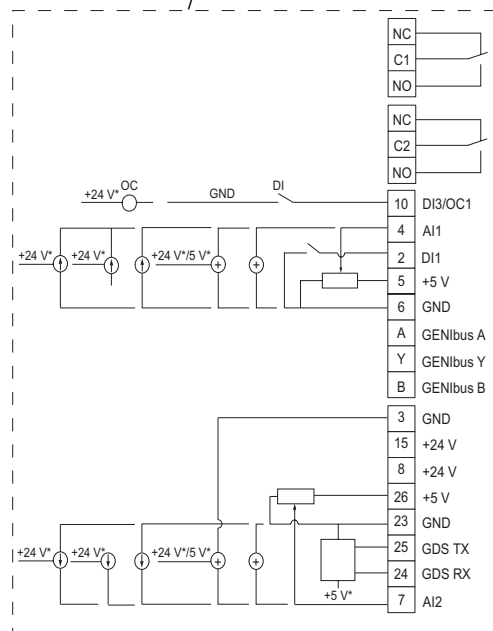 NC
C1
NO
NC
C2
NO
+24 V* OC GND DI 10 DI3/OC1
4 AI1
+24 V* +24 V* +24 V*/5 V* 2 DI1
5 +5 V
6 GND
A GENIbus A
Y GENIbus Y
B GENIbus B
3 GND
15 +24 V
8 +24 V
26 +5 V
23 GND
+24 V* +24 V* +24 V*/5 V* 25 GDS TX
24 GDS RX
+5 V* 7 AI2